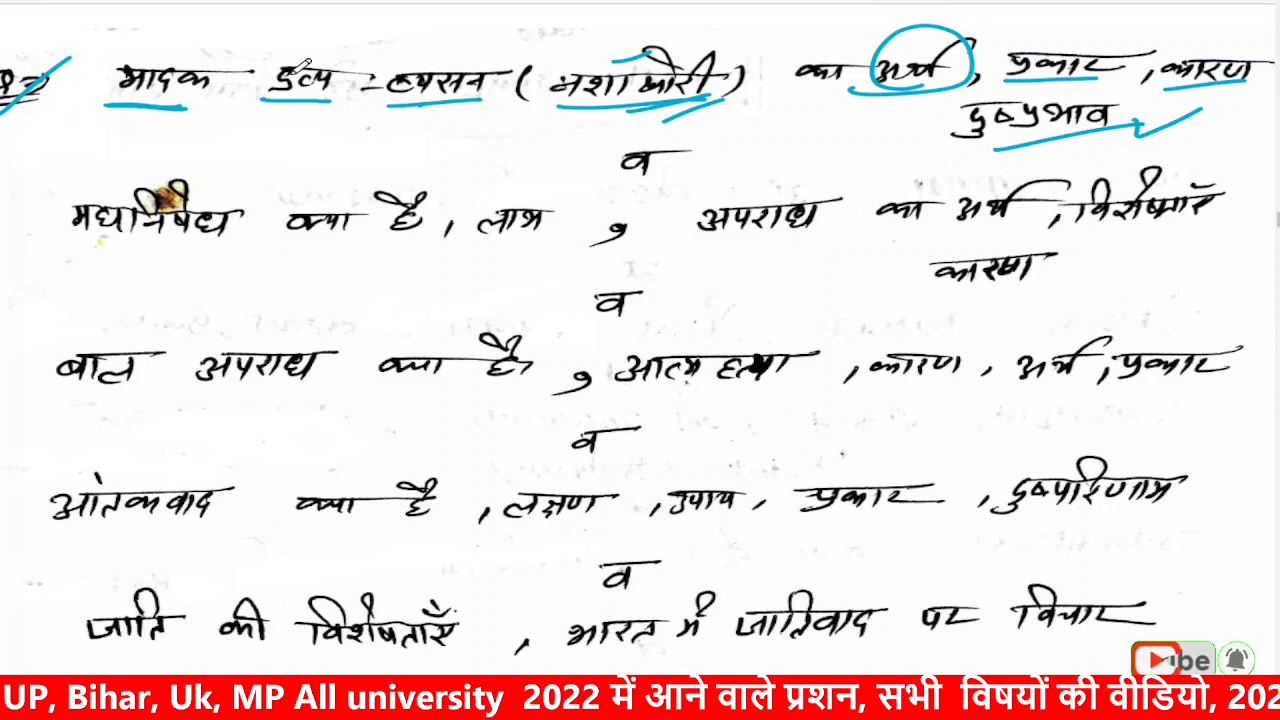 मादक द्रव्य - व्यसन ( नशाखोरी ) का अर्थ, प्रकार, कारण
दुष्प्रभाव
व
मद्यनिषेध क्या है, लाभ , अपराध का अर्थ, विशेषताएँ
कारण
व
बाल अपराध क्या है, आत्महत्या, कारण, अर्थ, प्रकार
व
आंतकवाद क्या है, लक्षण, उपाय, प्रकार, दुष्परिणाम
व
जाति की विशेषताएँ, भारत में जातिवाद पर विचार
ibe
UP, Bihar, Uk, MP All university 2022 में आने वाले प्रशन, सभी विषयों की वीडियो, 202